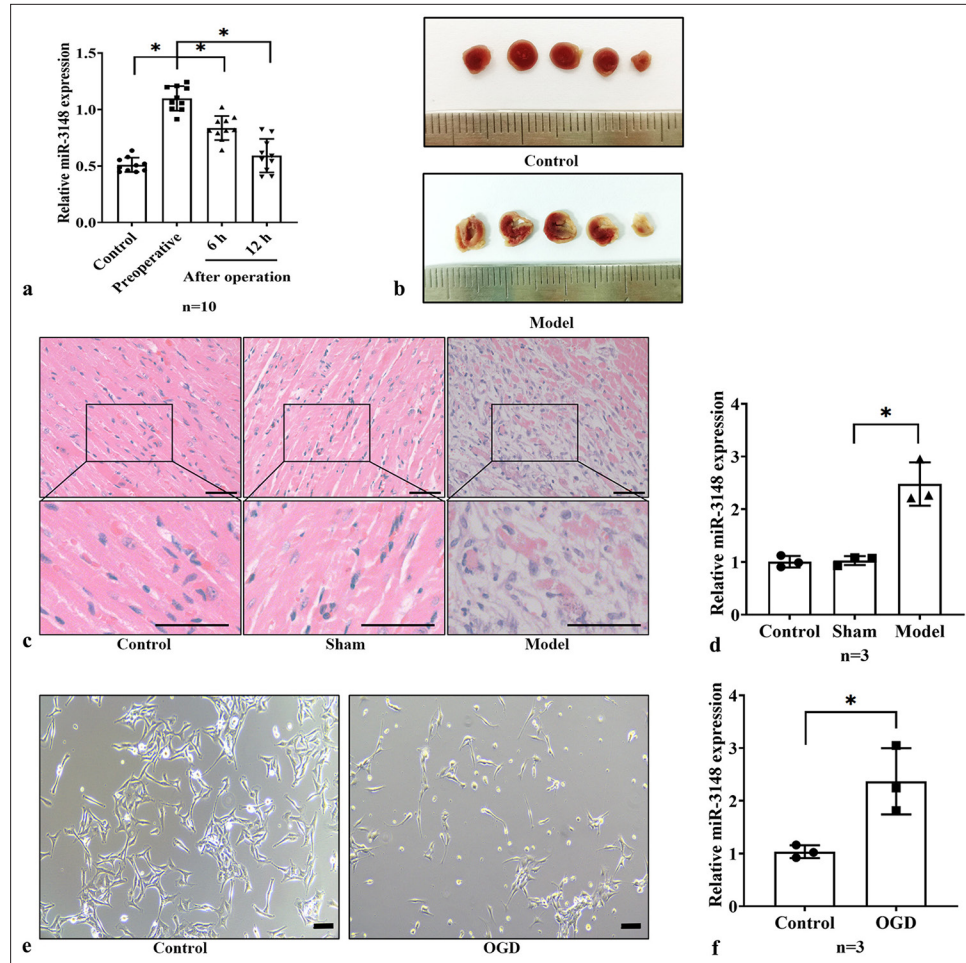 *
* *
1.5
1.0
0.5
0.0
Relative miR-3148 expression
Control
Preoperative
6 h
12 h
After operation
a
n=10
Control
b
Model
c
Control
Sham
Model
*
4
3
2
1
0
Relative miR-3148 expression
Control Sham Model
d
n=3
e
Control
OGD
*
4
3
2
1
0
Relative miR-3148 expression
Control OGD
f
n=3